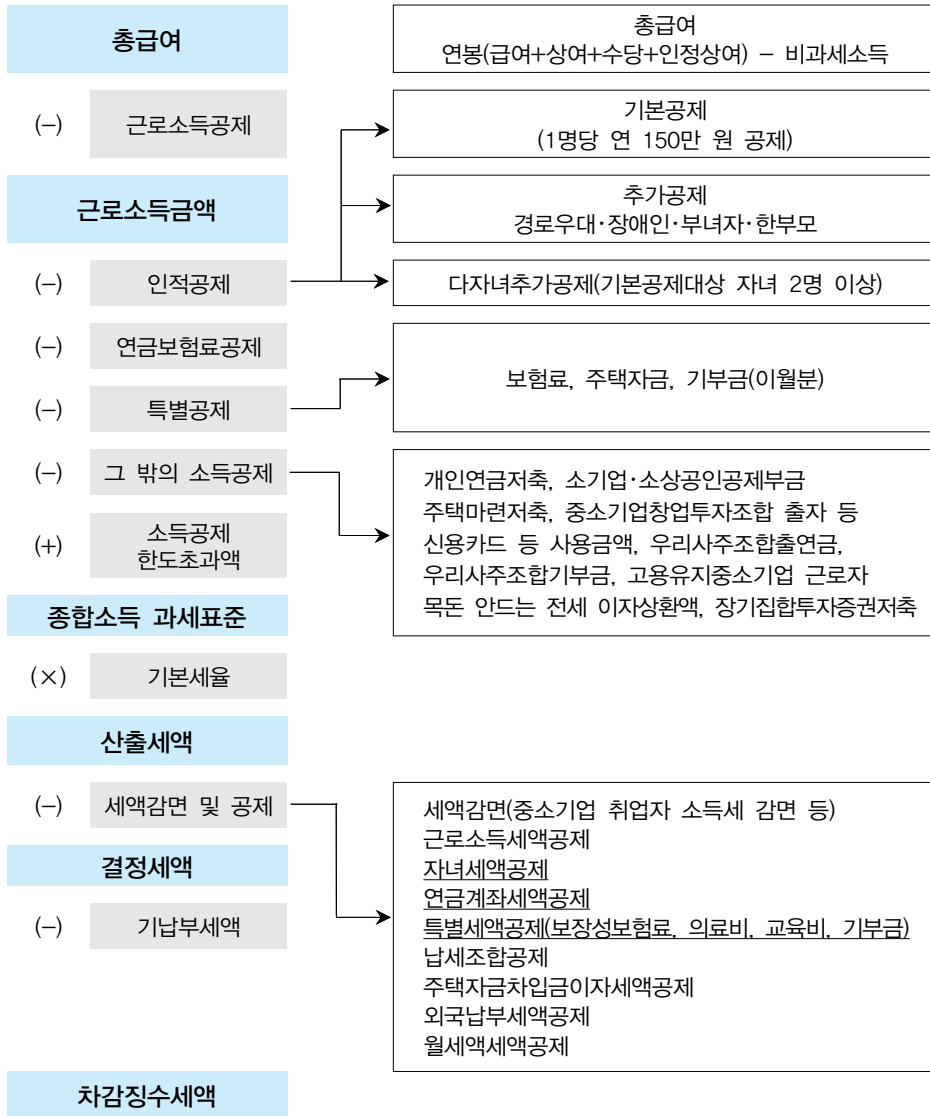 총급여
총급여
연봉(급여+상여+수당+인정상여) - 비과세소득
(-) 근로소득공제
기본공제
(1명당 연 150만 원 공제)
근로소득금액
추가공제
경로우대·장애인·부녀자·한부모
(-) 인적공제
다자녀추가공제(기본공제대상 자녀 2명 이상)
(-) 연금보험료공제
(-) 특별공제
보험료, 주택자금, 기부금(이월분)
(-) 그 밖의 소득공제
(+) 소득공제
한도초과액
개인연금저축, 소기업·소상공인공제부금
주택마련저축, 중소기업창업투자조합 출자 등
신용카드 등 사용금액, 우리사주조합출연금,
우리사주조합기부금, 고용유지중소기업 근로자
목돈 안드는 전세 이자상환액, 장기집합투자증권저축
종합소득 과세표준
(×) 기본세율
산출세액
(-) 세액감면 및 공제
세액감면(중소기업 취업자 소득세 감면 등)
근로소득세액공제
자녀세액공제
연금계좌세액공제
특별세액공제(보장성보험료, 의료비, 교육비, 기부금)
납세조합공제
주택자금차입금이자세액공제
외국납부세액공제
월세액세액공제
결정세액
(-) 기납부세액
차감징수세액